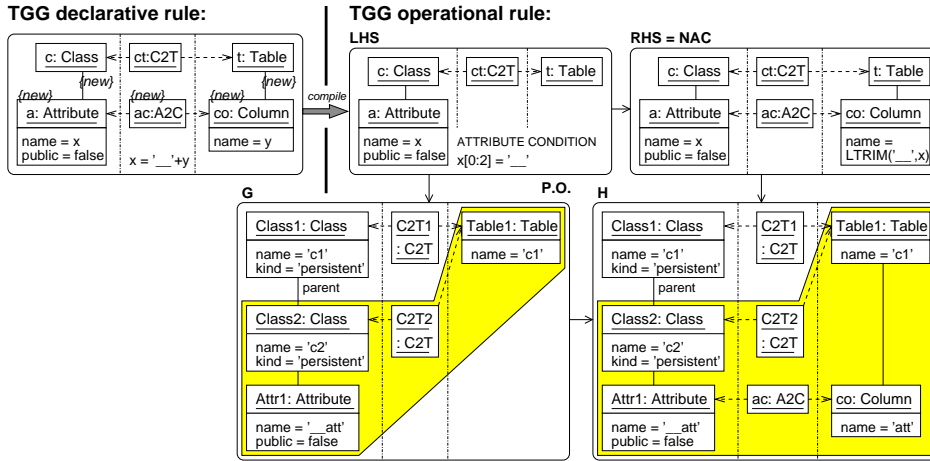 TGG declarative rule:
c: Class
ct:C2T
t: Table
{new}
{new}
{new}
{new}
{new}
a: Attribute
ac:A2C
co: Column
name = x
public = false
name = y
x = '__'+y
compile
TGG operational rule:
LHS
c: Class
ct:C2T
t: Table
a: Attribute
name = x
public = false
ATTRIBUTE CONDITION
x[0:2] = '__'
RHS = NAC
c: Class
ct:C2T
t: Table
a: Attribute
ac:A2C
co: Column
name = x
public = false
name =
LTRIM('__',x)
G
P.O.
Class1: Class
name = 'c1'
kind = 'persistent'
C2T1
: C2T
Table1: Table
name = 'c1'
parent
Class2: Class
name = 'c2'
kind = 'persistent'
C2T2
: C2T
Attr1: Attribute
name = '__att'
public = false
H
Class1: Class
name = 'c1'
kind = 'persistent'
C2T1
: C2T
Table1: Table
name = 'c1'
parent
Class2: Class
name = 'c2'
kind = 'persistent'
C2T2
: C2T
Attr1: Attribute
name = '__att'
public = false
ac: A2C
co: Column
name = 'att'